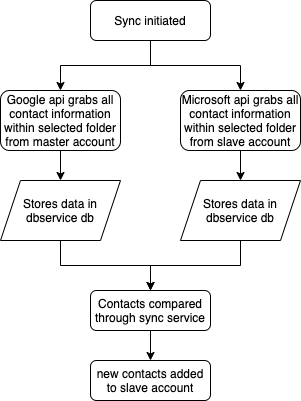 Sync initiated
Google api grabs all
contact information
within selected folder
from master account
Microsoft api grabs all
contact information
within selected folder
from slave account
Stores data in
dbservice db
Stores data in
dbservice db
Contacts compared
through sync service
new contacts added
to slave account